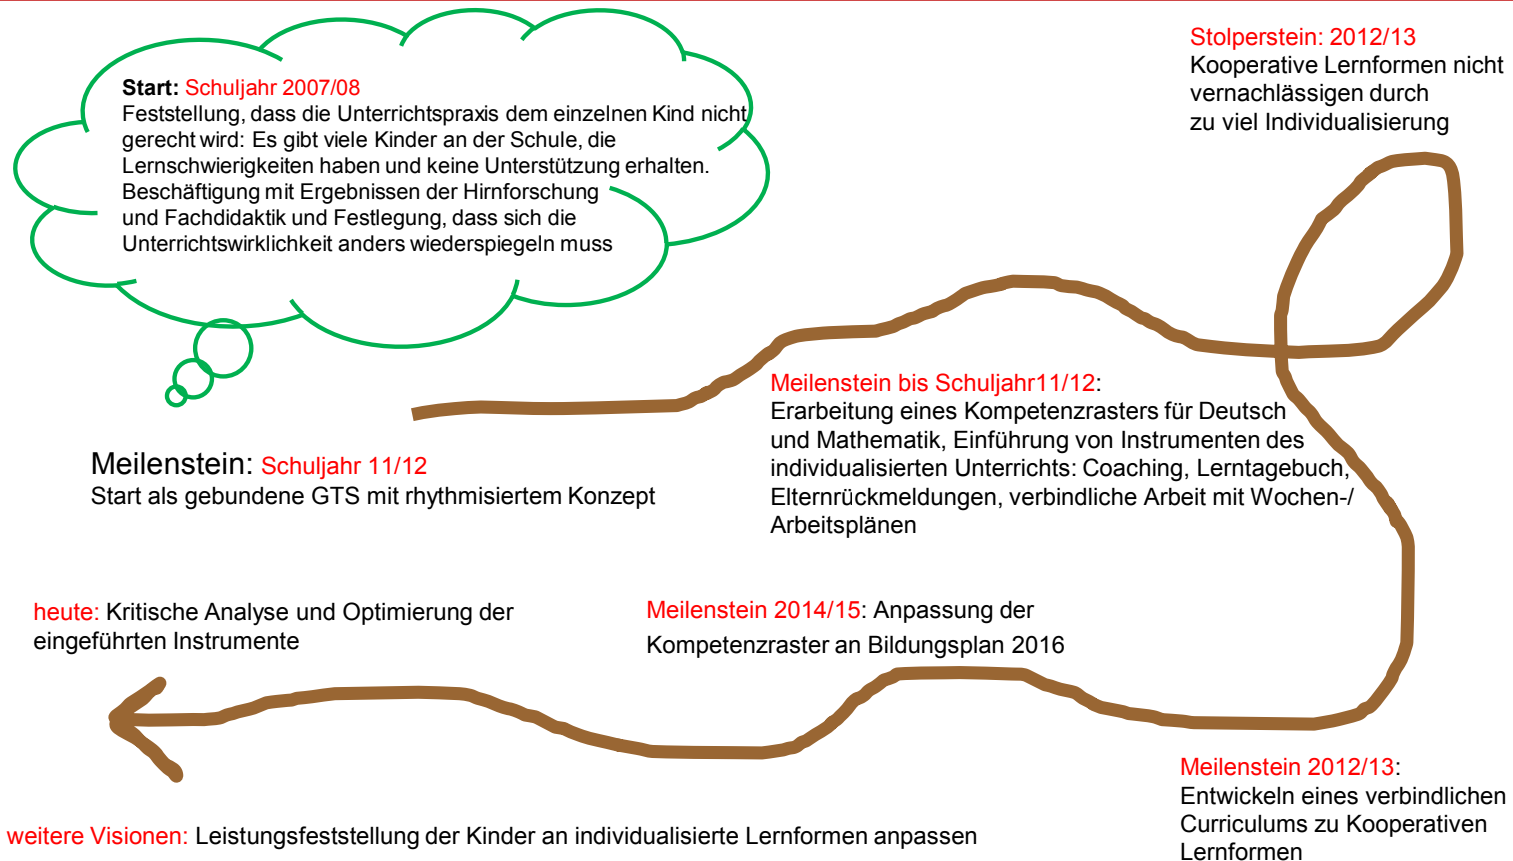 Start: Schuljahr 2007/08
Feststellung, dass die Unterrichtspraxis dem einzelnen Kind nicht
gerecht wird: Es gibt viele Kinder an der Schule, die
Lernschwierigkeiten haben und keine Unterstützung erhalten.
Beschäftigung mit Ergebnissen der Hirnforschung
und Fachdidaktik und Festlegung, dass sich die
Unterrichtswirklichkeit anders wiederspiegeln muss
Meilenstein: Schuljahr 11/12
Start als gebundene GTS mit rhythmisiertem Konzept
Meilenstein bis Schuljahr11/12:
Erarbeitung eines Kompetenzrasters für Deutsch
und Mathematik, Einführung von Instrumenten des
individualisierten Unterrichts: Coaching, Lerntagebuch,
Elternrückmeldungen, verbindliche Arbeit mit Wochen-/
Arbeitsplänen
Stolperstein: 2012/13
Kooperative Lernformen nicht
vernachlässigen durch
zu viel Individualisierung
Meilenstein 2012/13:
Entwickeln eines verbindlichen
Curriculums zu Kooperativen
Lernformen
Meilenstein 2014/15: Anpassung der
Kompetenzraster an Bildungsplan 2016
heute: Kritische Analyse und Optimierung der
eingeführten Instrumente
weitere Visionen: Leistungsfeststellung der Kinder an individualisierte Lernformen anpassen